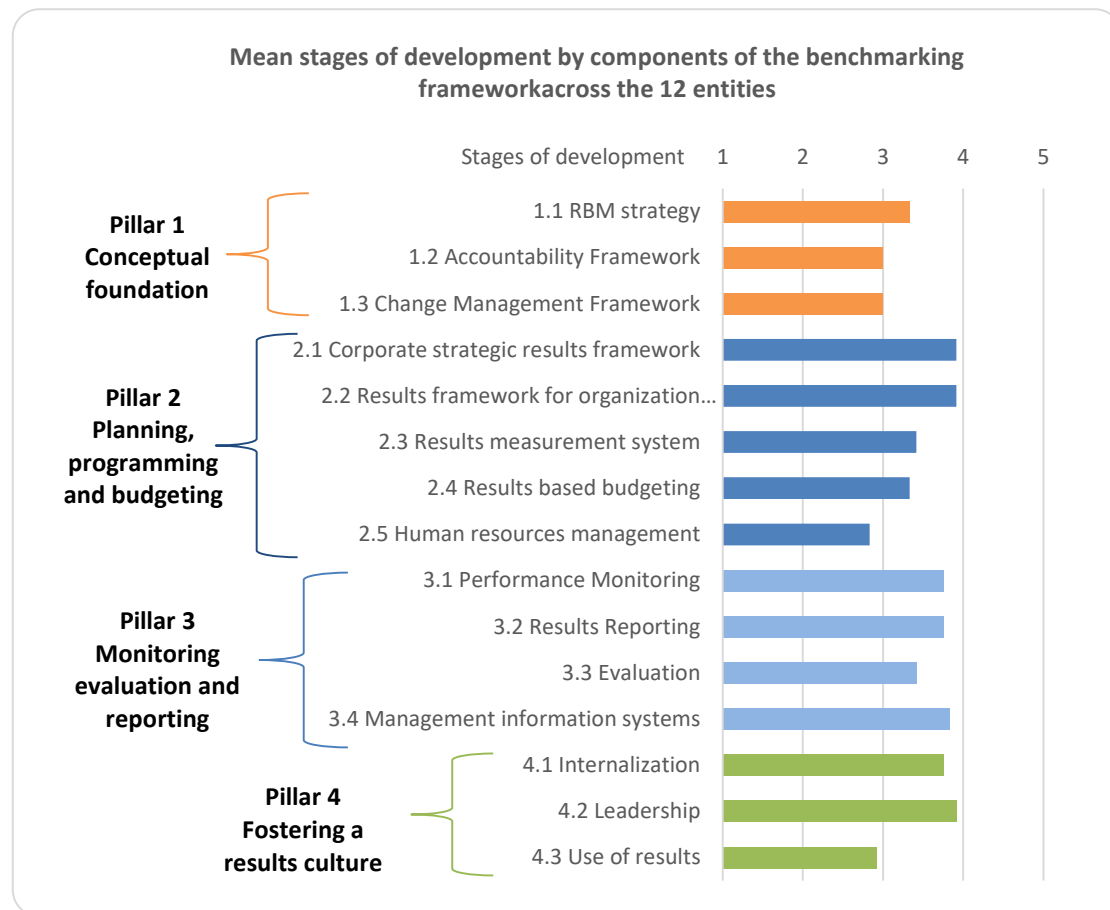 Mean stages of development by components of the benchmarking
frameworkacross the 12 entities
Stages of development 1 2 3 4 5
Pillar 1
Conceptual
foundation
1.1 RBM strategy
1.2 Accountability Framework
1.3 Change Management Framework
Pillar 2
Planning,
programming
and budgeting
2.1 Corporate strategic results framework
2.2 Results framework for organization...
2.3 Results measurement system
2.4 Results based budgeting
2.5 Human resources management
Pillar 3
Monitoring
evaluation and
reporting
3.1 Performance Monitoring
3.2 Results Reporting
3.3 Evaluation
3.4 Management information systems
Pillar 4
Fostering a
results culture
4.1 Internalization
4.2 Leadership
4.3 Use of results